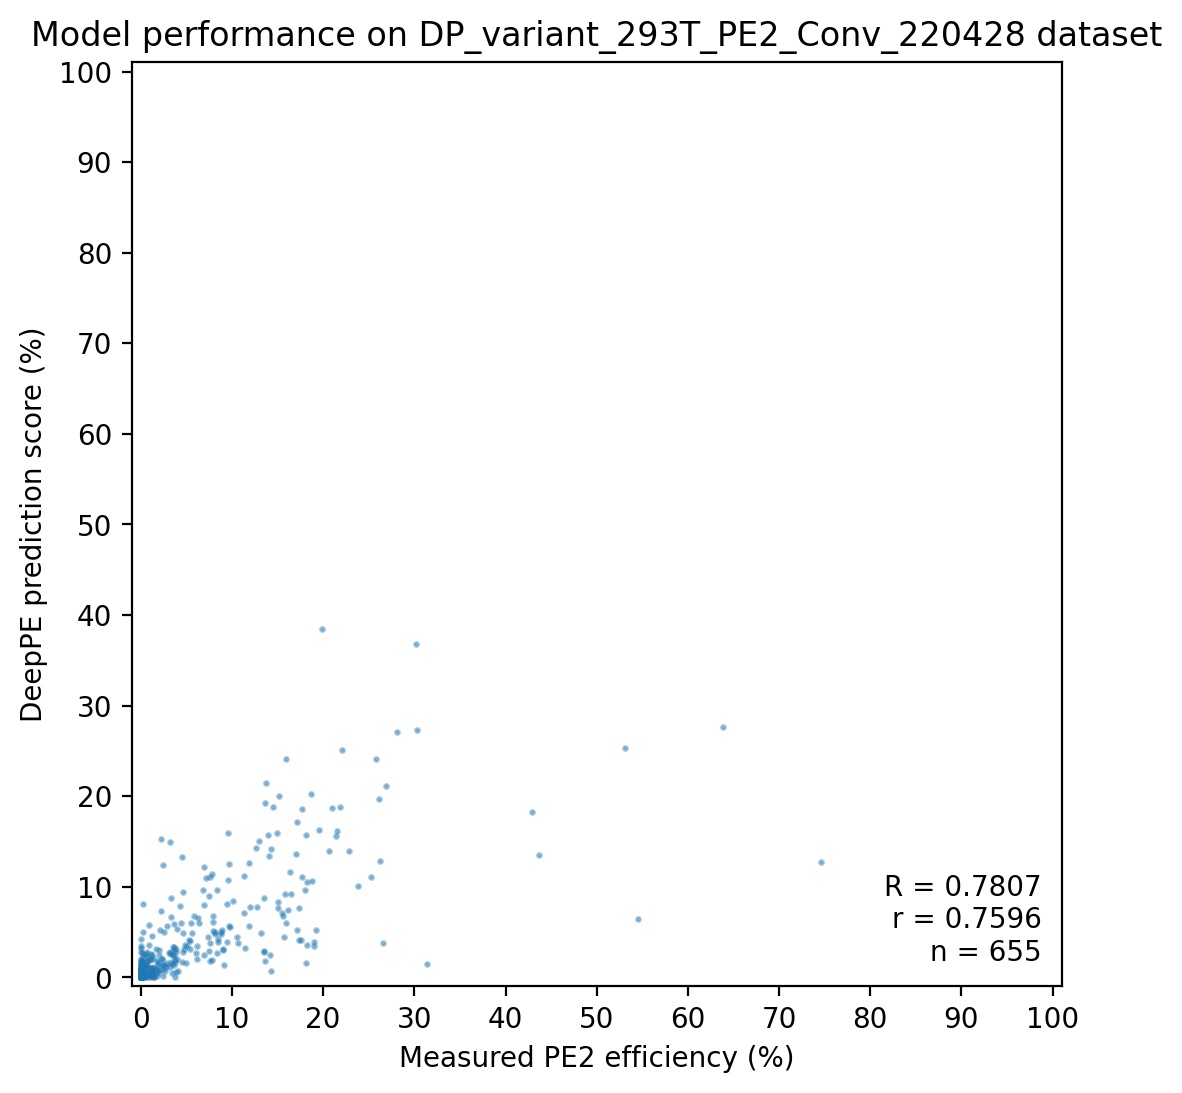 Model performance on DP_variant_293T_PE2_Conv_220428 dataset
100
90
80
70
60
50
40
30
20
10
0
DeepPE prediction score (%)
R = 0.7807
r = 0.7596
n = 655
0 10 20 30 40 50 60 70 80 90 100
Measured PE2 efficiency (%)